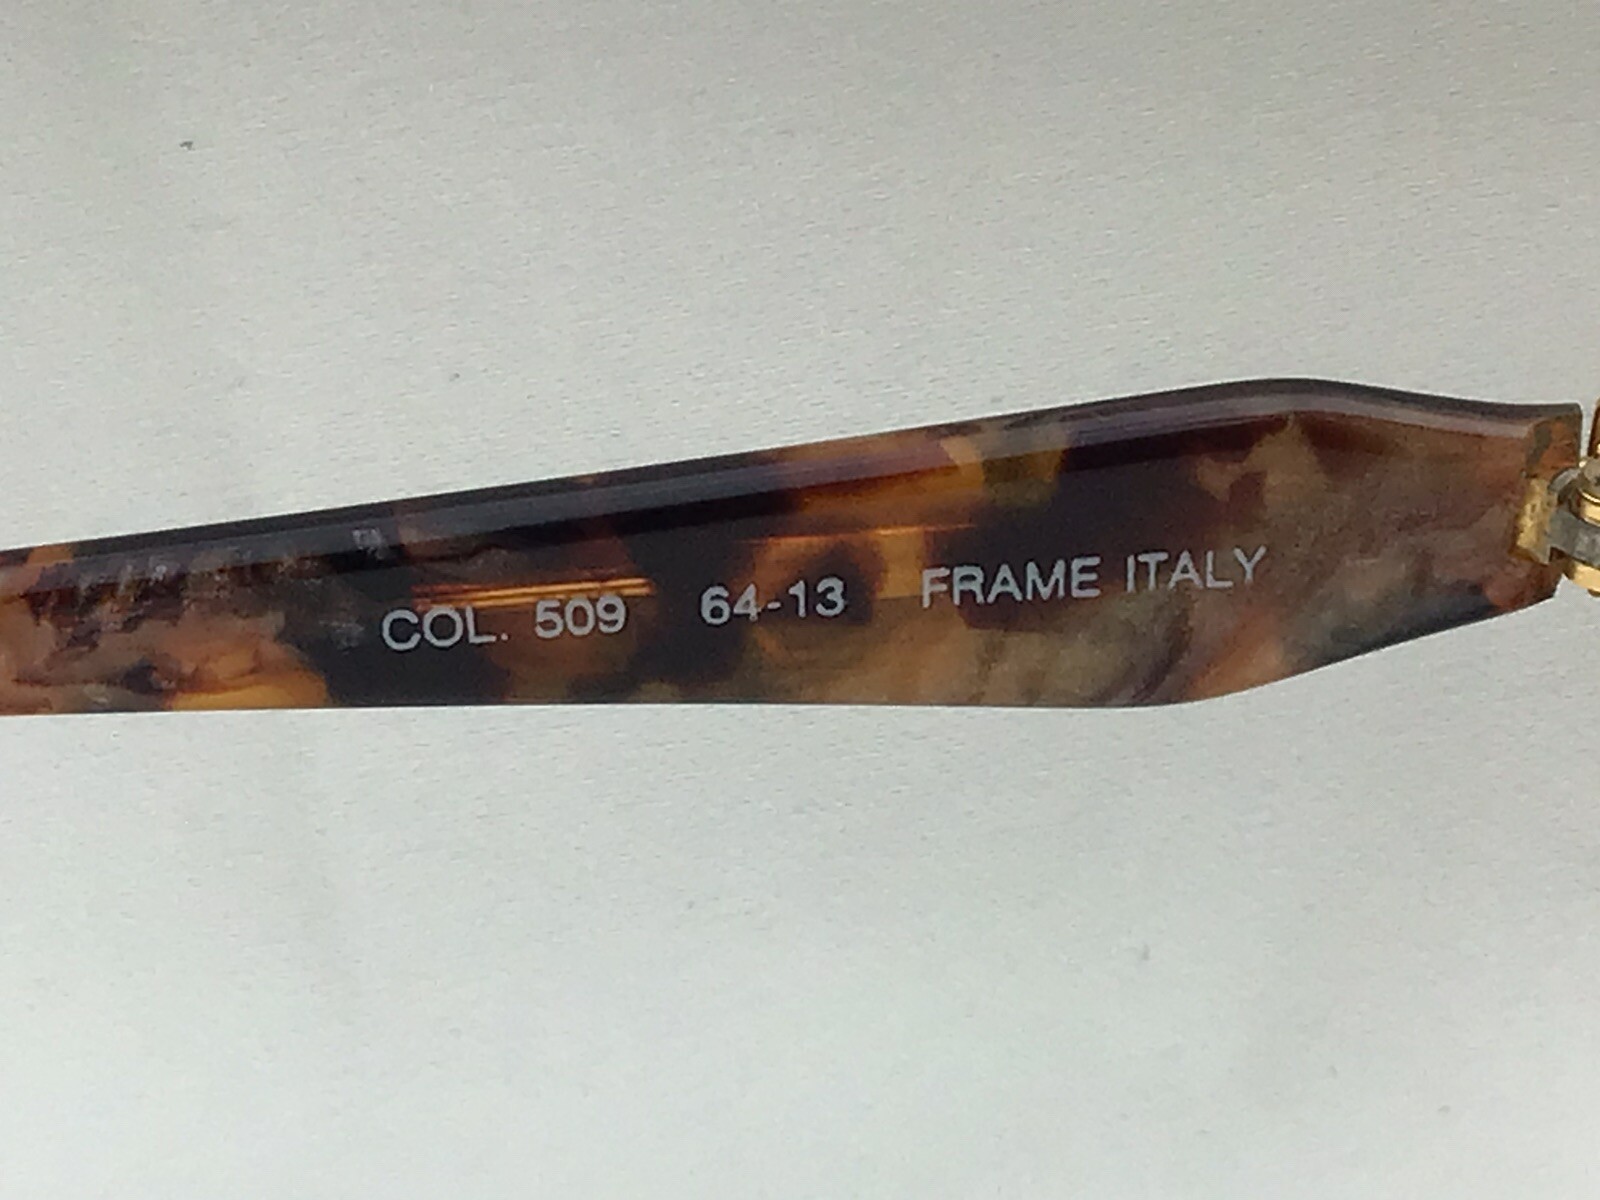 COL. 509 64-13 FRAME ITALY